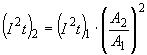 (I²t)₂ = (I²t)₁ · (A₂/A₁)²